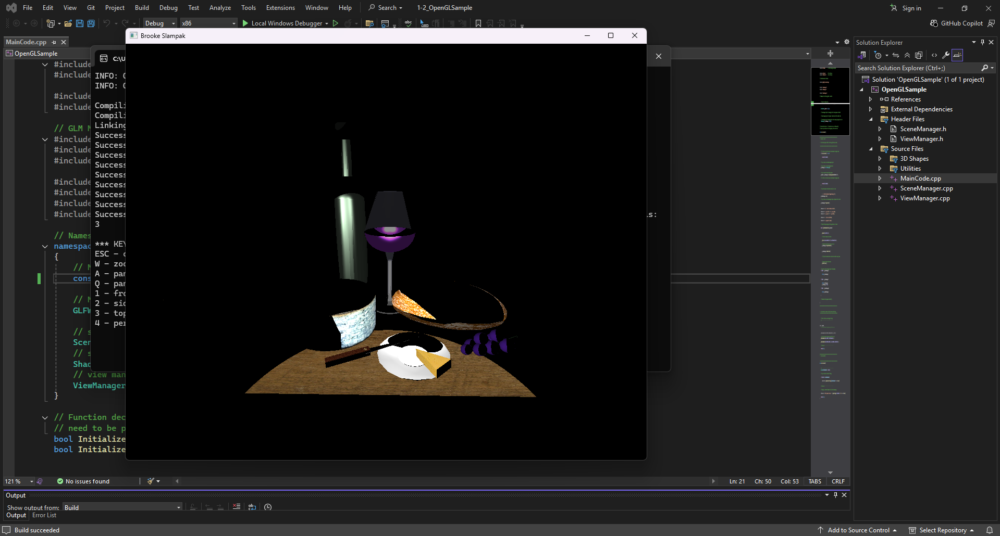 File Edit View Git Project Build Debug Test Analyze Tools Extensions Window Help Search 1-2_OpenGLSample Sign in
Debug x86 Local Windows Debugger GitHub Copilot
MainCode.cpp
OpenGLSample
Brooke Slampak
C:\U
#include
#include
#include
#include
// GLM M
#include
#include
#include
#include
#include
#include
#include
// Names
namespac
{
// M
cons
// M
GLFW
// s
Scen
// s
Shad
// view man
ViewManager
}
// Function dec
// need to be p
bool Initialize
bool Initialize
INFO: O
INFO: O
Compili
Compili
Linking
Success
Success
Success
Success
Success
Success
Success
Success
Success
ls:
3
*** KEY
ESC - c
W - zoo
A - pan
Q - pan
1 - fro
2 - sid
3 - top
4 - per
Solution Explorer
Search Solution Explorer (Ctrl+;)
Solution 'OpenGLSample' (1 of 1 project)
OpenGLSample
References
External Dependencies
Header Files
SceneManager.h
ViewManager.h
Source Files
3D Shapes
Utilities
MainCode.cpp
SceneManager.cpp
ViewManager.cpp
121 % No issues found Ln: 21 Ch: 50 Col: 53 TABS CRLF
Output
Show output from: Build
Output Error List
Build succeeded Add to Source Control Select Repository